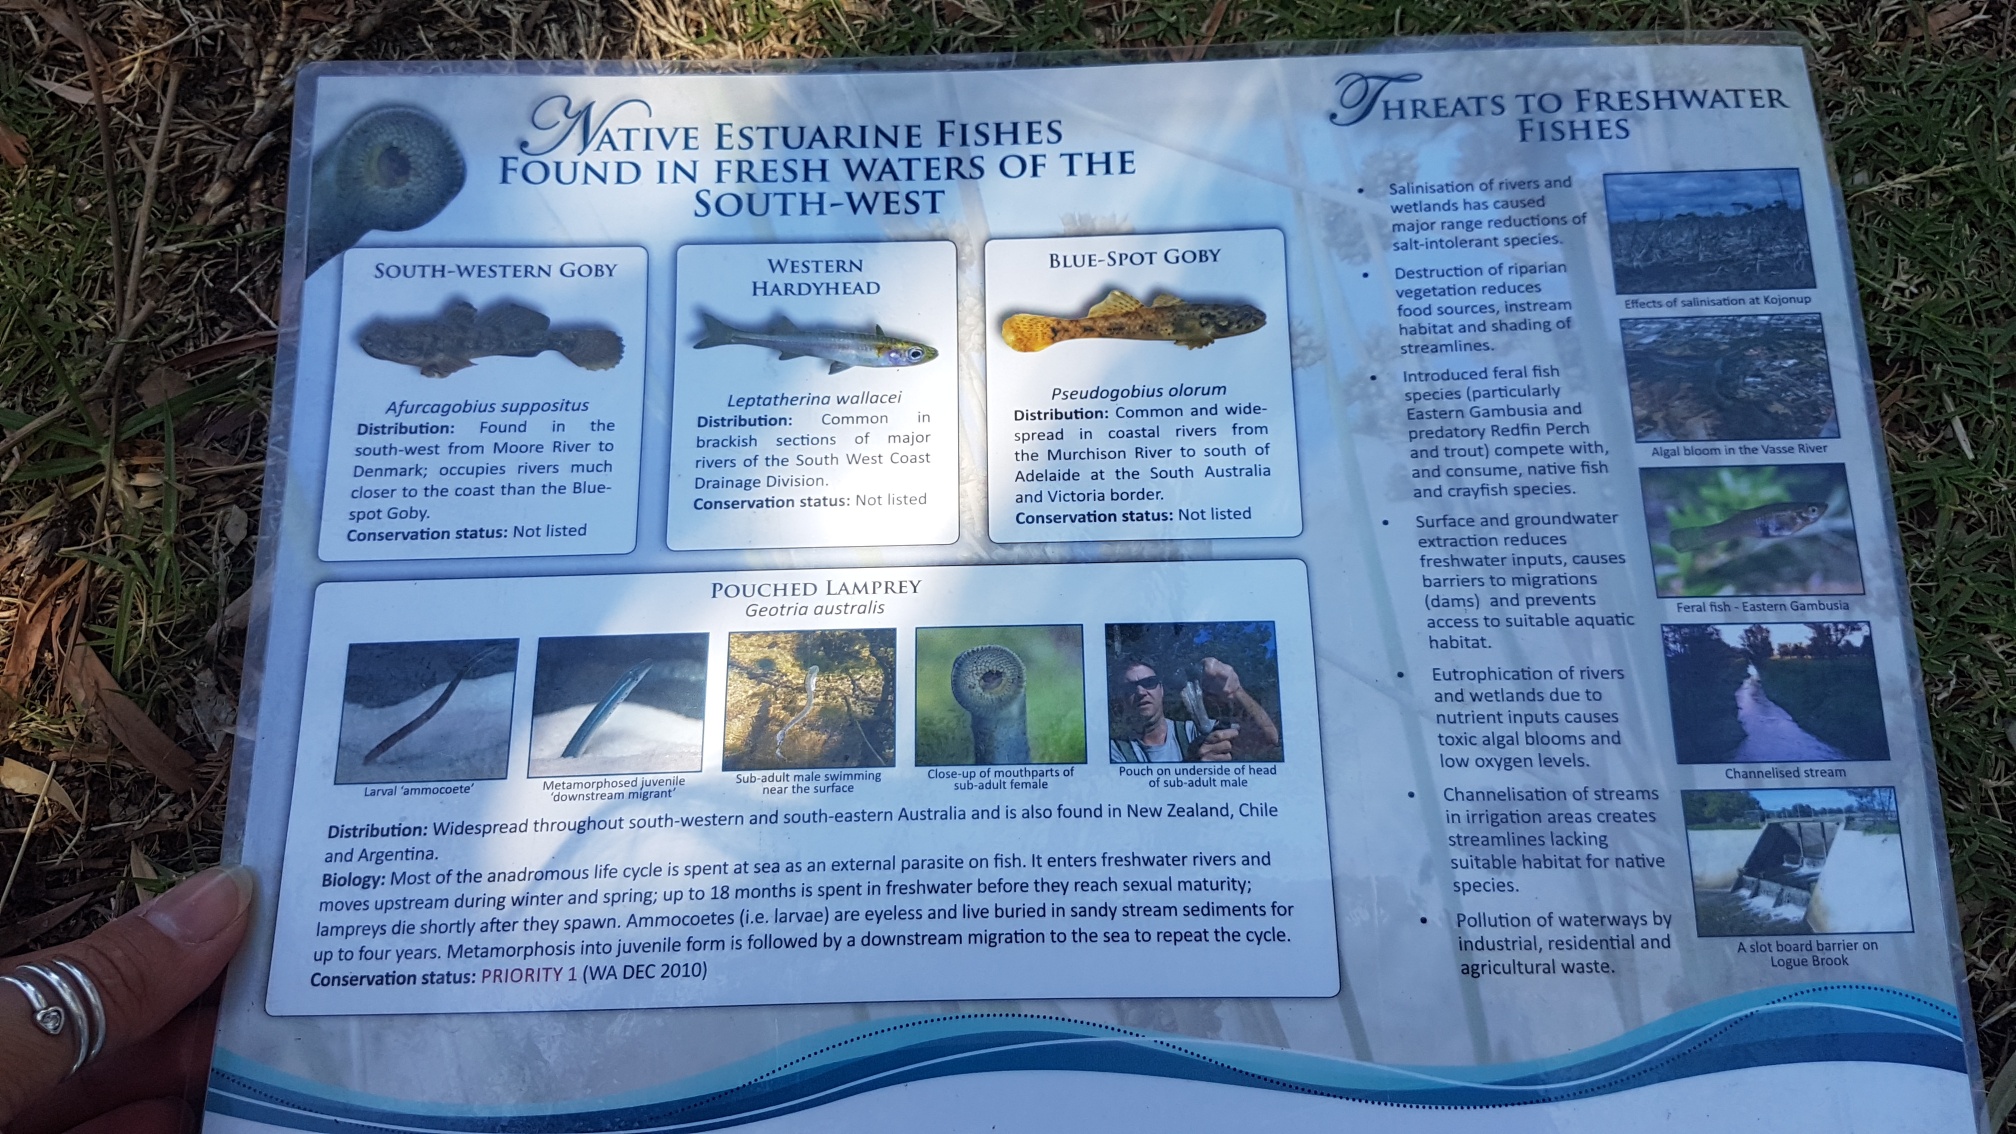 NATIVE ESTUARINE FISHES
FOUND IN FRESH WATERS OF THE
SOUTH-WEST
SOUTH-WESTERN GOBY
Afurcagobius suppositus
Distribution: Found in the
south-west from Moore River to
Denmark; occupies rivers much
closer to the coast than the Blue-
spot Goby.
Conservation status: Not listed
WESTERN
HARDYHEAD
Leptatherina wallacei
Distribution: Common in
brackish sections of major
rivers of the South West Coast
Drainage Division.
Conservation status: Not listed
BLUE-SPOT GOBY
Pseudogobius olorum
Distribution: Common and wide-
spread in coastal rivers from
the Murchison River to south of
Adelaide at the South Australia
and Victoria border.
Conservation status: Not listed
POUCHED LAMPREY
Geotria australis
Larval 'ammocoete'
Metamorphosed juvenile
'downstream migrant'
Sub-adult male swimming
near the surface
Close-up of mouthparts of
sub-adult female
Pouch on underside of head
of sub-adult male
Distribution: Widespread throughout south-western and south-eastern Australia and is also found in New Zealand, Chile
and Argentina.
Biology: Most of the anadromous life cycle is spent at sea as an external parasite on fish. It enters freshwater rivers and
moves upstream during winter and spring; up to 18 months is spent in freshwater before they reach sexual maturity;
lampreys die shortly after they spawn. Ammocoetes (i.e. larvae) are eyeless and live buried in sandy stream sediments for
up to four years. Metamorphosis into juvenile form is followed by a downstream migration to the sea to repeat the cycle.
Conservation status: PRIORITY 1 (WA DEC 2010)
THREATS TO FRESHWATER
FISHES
• Salinisation of rivers and
wetlands has caused
major range reductions of
salt-intolerant species.
• Destruction of riparian
vegetation reduces
food sources, instream
habitat and shading of
streamlines.
• Introduced feral fish
species (particularly
Eastern Gambusia and
predatory Redfin Perch
and trout) compete with,
and consume, native fish
and crayfish species.
• Surface and groundwater
extraction reduces
freshwater inputs, causes
barriers to migrations
(dams) and prevents
access to suitable aquatic
habitat.
• Eutrophication of rivers
and wetlands due to
nutrient inputs causes
toxic algal blooms and
low oxygen levels.
• Channelisation of streams
in irrigation areas creates
streamlines lacking
suitable habitat for native
species.
• Pollution of waterways by
industrial, residential and
agricultural waste.
Effects of salinisation at Kojonup
Algal bloom in the Vasse River
Feral fish - Eastern Gambusia
Channelised stream
A slot board barrier on
Logue Brook